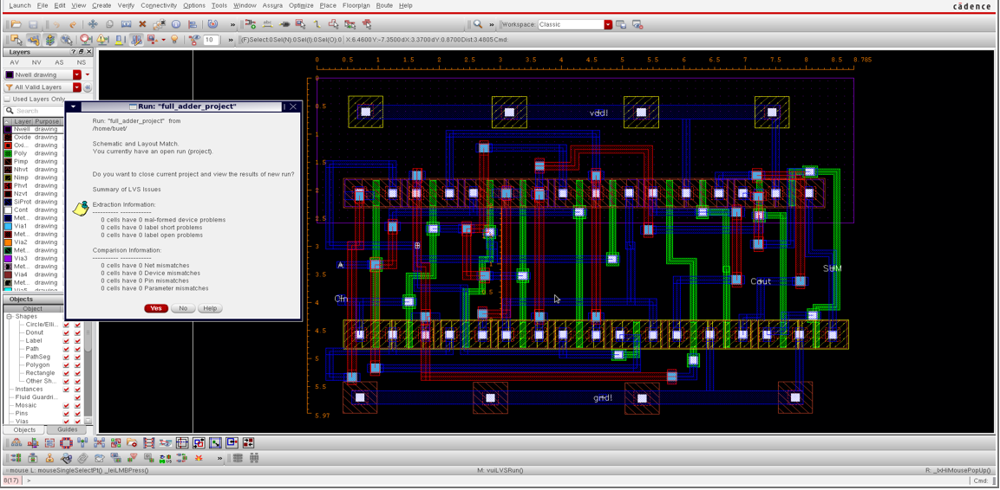 Launch File Edit View Create Verify Connectivity Options Tools Window Assura Optimize Place Floorplan Route Help
cādence
Workspace: Classic
10
(F)Select:0 Sel(N):0 Sel(I):0 Sel(O):0 X:6.4600 Y:-7.3500 dX:3.3700 dY:0.8700 Dist:3.4805 Cmd:
Layers
AV NV AS NS
Nwell drawing
All Valid Layers
Used Layers Only
Search
Layer Purpose
Nwell drawing
Oxide drawing
Oxi... drawing
Poly drawing
Pimp drawing
Nhvt drawing
Nimp drawing
Phvt drawing
Nzvt drawing
SiProt drawing
Cont drawing
Met... drawing
Via1 drawing
Met... drawing
Via2 drawing
Met... drawing
Via3 drawing
Met... drawing
Via4 drawing
Met... drawing
Objects
Object
Shapes
Circle/Elli...
Donut
Label
Path
PathSeg
Polygon
Rectangle
Other Sh...
Instances
Fluid Guardri...
Mosaic
Pins
Vias
Objects Guides
Run: "full_adder_project"
Run: "full_adder_project" from
/home/buet/
Schematic and Layout Match.
You currently have an open run (project).
Do you want to close current project and view the results of new run?
Summary of LVS Issues
Extraction Information:
0 cells have 0 mal-formed device problems
0 cells have 0 label short problems
0 cells have 0 label open problems
Comparison Information:
0 cells have 0 Net mismatches
0 cells have 0 Device mismatches
0 cells have 0 Pin mismatches
0 cells have 0 Parameter mismatches
Yes No Help
0 0.5 1 1.5 2 2.5 3 3.5 4 4.5 5 5.5 6 6.5 7 7.5 8 8.5 8.785
0
0.5
1
1.5
2
2.5
3
3.5
4
4.5
5
5.5
5.97
vdd!
A
Cin
Cout
SUM
gnd!
mouse L: mouseSingleSelectPt() _leiLMBPress() M: vuiLVSRun() R: _lxHiMousePopUp()
8(17) > Cmd: